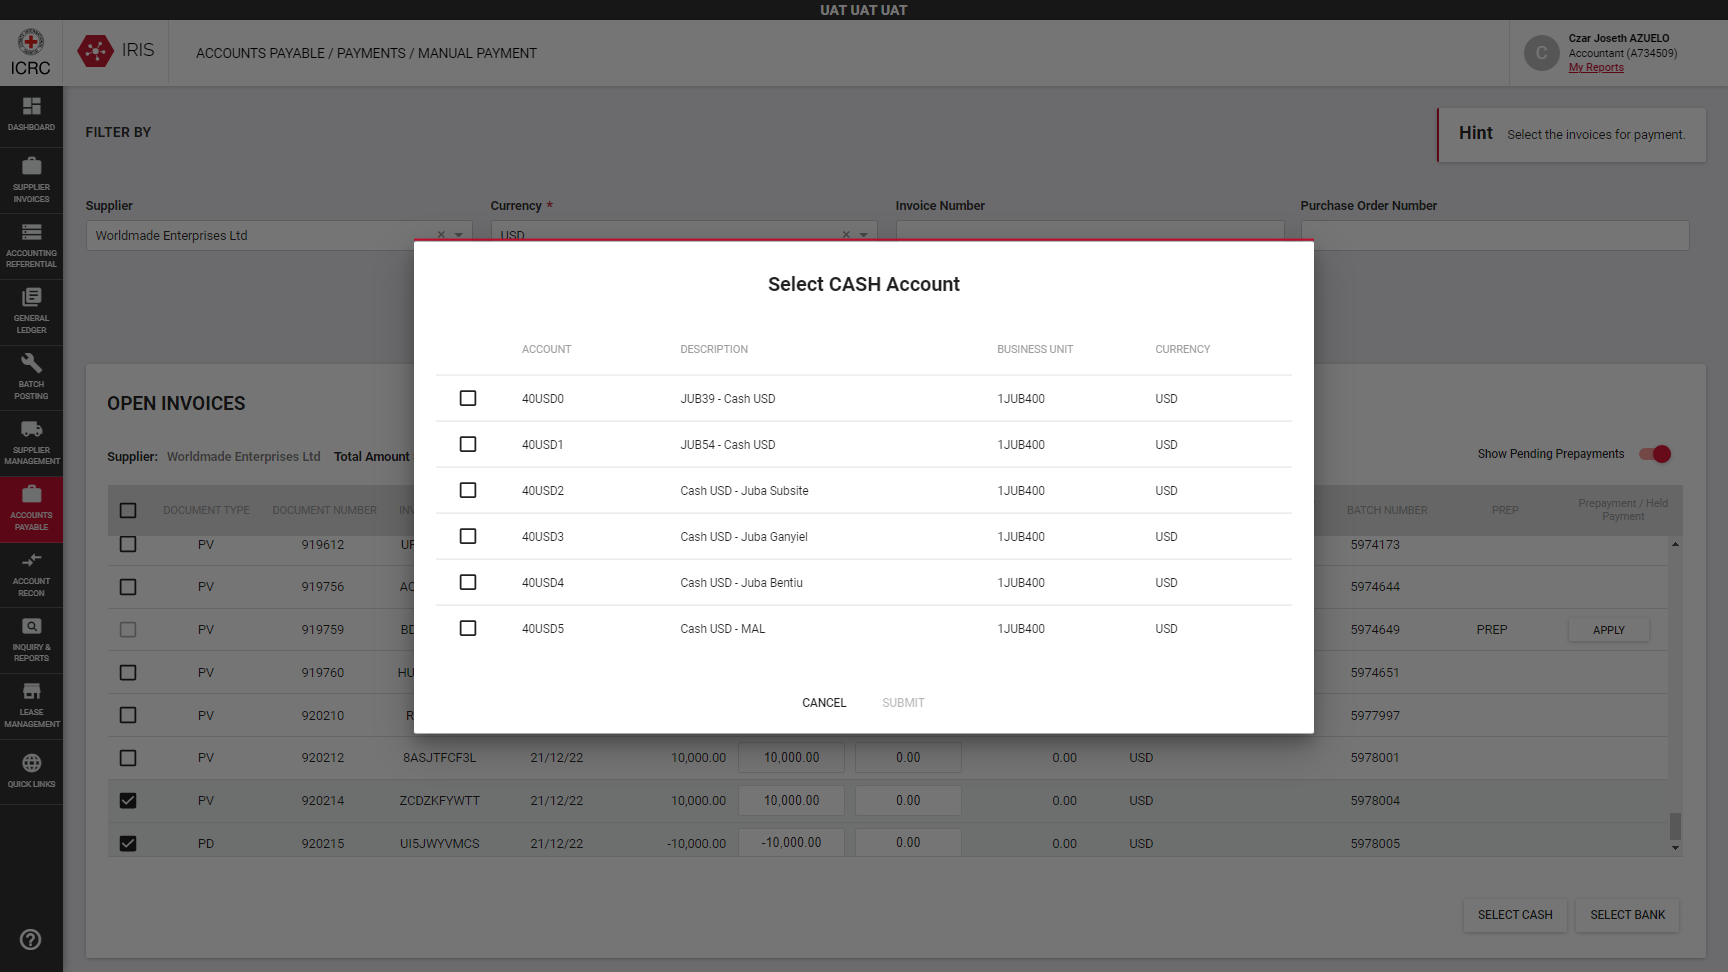 UAT UAT UAT
ICRC
IRIS
ACCOUNTS PAYABLE / PAYMENTS / MANUAL PAYMENT
C
Czar Joseth AZUELO
Accountant (A734509)
My Reports
DASHBOARD
SUPPLIER
INVOICES
ACCOUNTING
REFERENTIAL
GENERAL
LEDGER
BATCH
POSTING
SUPPLIER
MANAGEMENT
ACCOUNTS
PAYABLE
ACCOUNT
RECON
INQUIRY &
REPORTS
LEASE
MANAGEMENT
QUICK LINKS
FILTER BY
Hint Select the invoices for payment.
Supplier Currency * Invoice Number Purchase Order Number
Worldmade Enterprises Ltd USD
Select CASH Account
ACCOUNT DESCRIPTION BUSINESS UNIT CURRENCY
40USD0 JUB39 - Cash USD 1JUB400 USD
40USD1 JUB54 - Cash USD 1JUB400 USD
40USD2 Cash USD - Juba Subsite 1JUB400 USD
40USD3 Cash USD - Juba Ganyiel 1JUB400 USD
40USD4 Cash USD - Juba Bentiu 1JUB400 USD
40USD5 Cash USD - MAL 1JUB400 USD
CANCEL SUBMIT
OPEN INVOICES
Supplier: Worldmade Enterprises Ltd Total Amount
Show Pending Prepayments
DOCUMENT TYPE DOCUMENT NUMBER BATCH NUMBER PREP Prepayment / Held
Payment
PV 919612 5974173
PV 919756 5974644
PV 919759 5974649 PREP APPLY
PV 919760 5974651
PV 920210 5977997
PV 920212 8ASJTFCF3L 21/12/22 10,000.00 10,000.00 0.00 0.00 USD 5978001
PV 920214 ZCDZKFYWTT 21/12/22 10,000.00 10,000.00 0.00 0.00 USD 5978004
PD 920215 UI5JWYVMCS 21/12/22 -10,000.00 -10,000.00 0.00 0.00 USD 5978005
SELECT CASH SELECT BANK